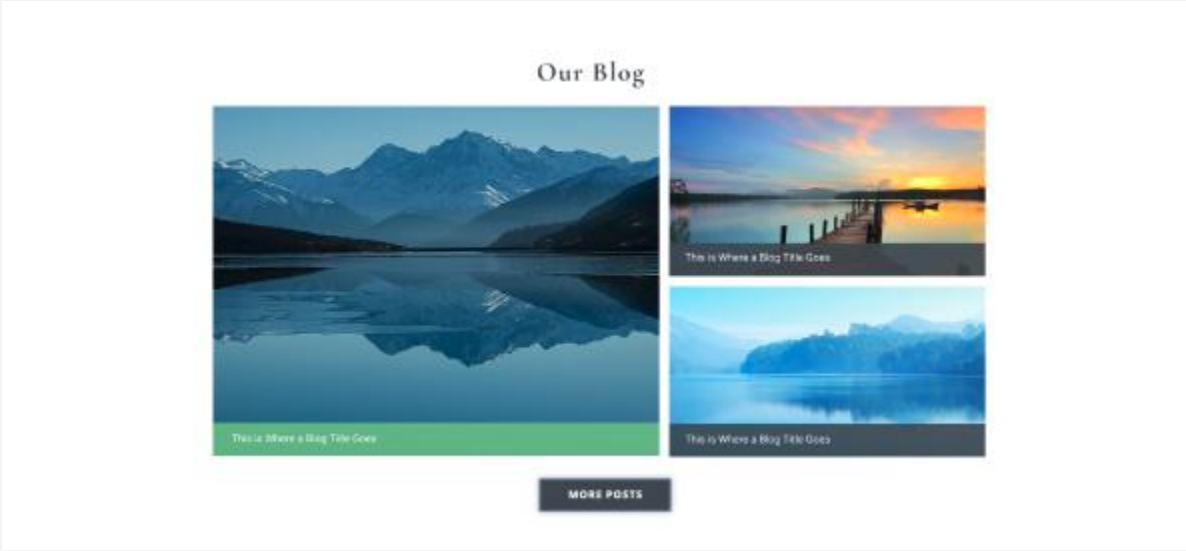 Our Blog
This is Where a Blog Title Goes
This is Where a Blog Title Goes
This is Where a Blog Title Goes
MORE POSTS